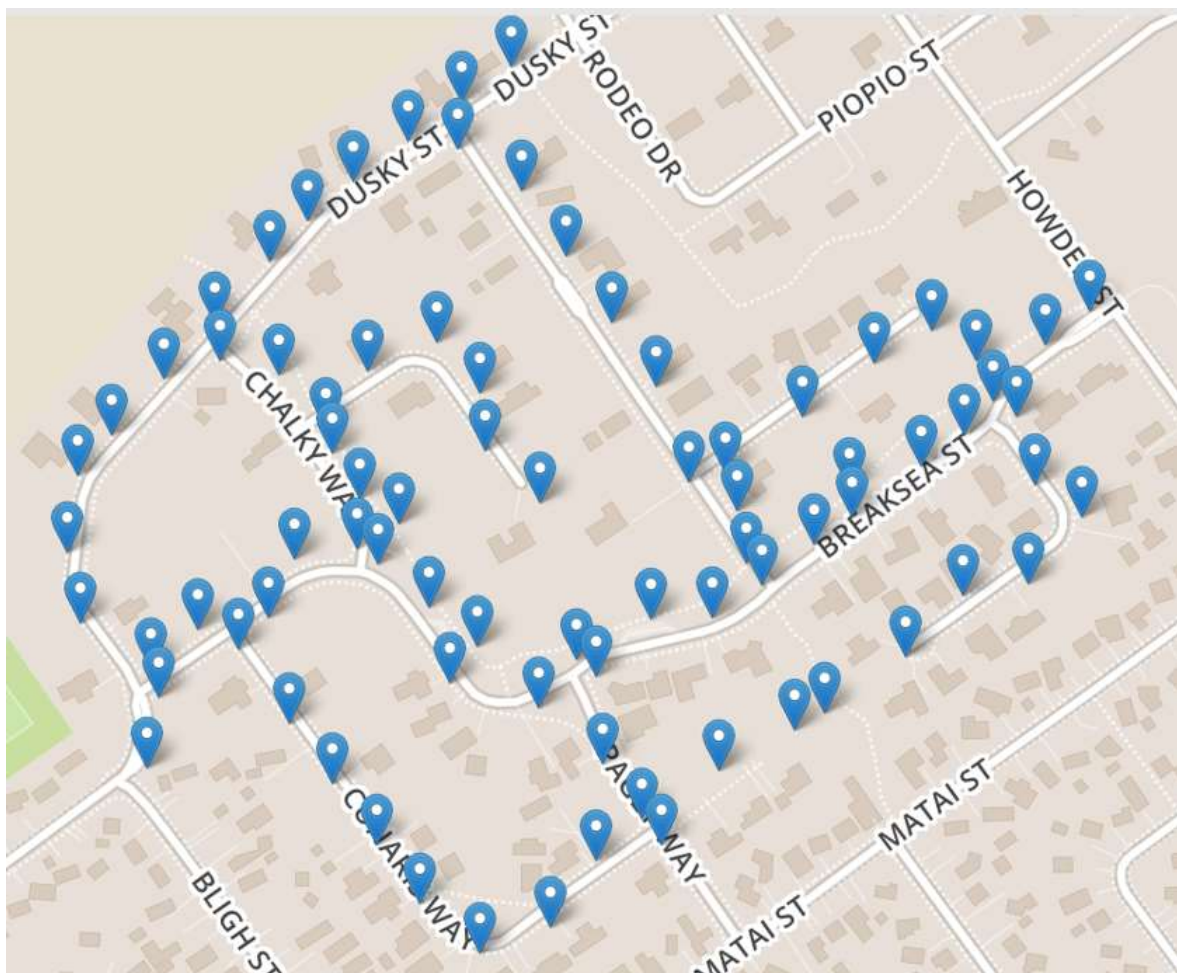 DUSKY ST
DUSKY ST
RODEO DR
PIOPIO ST
ST
CHALKY
BREAKSEA ST
WAY
WAY
MATAI ST
MATAI ST
BLIGH ST